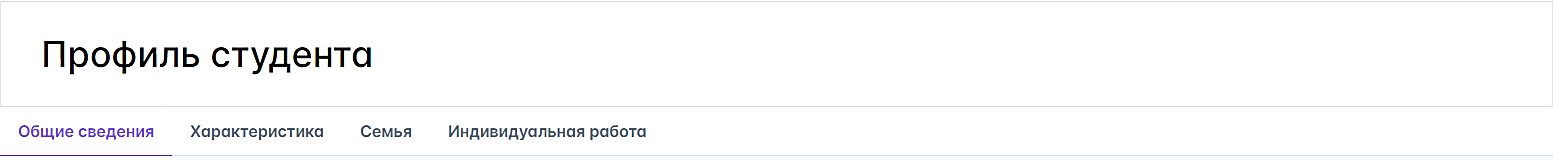 Профиль студента
Общие сведения Характеристика Семья Индивидуальная работа